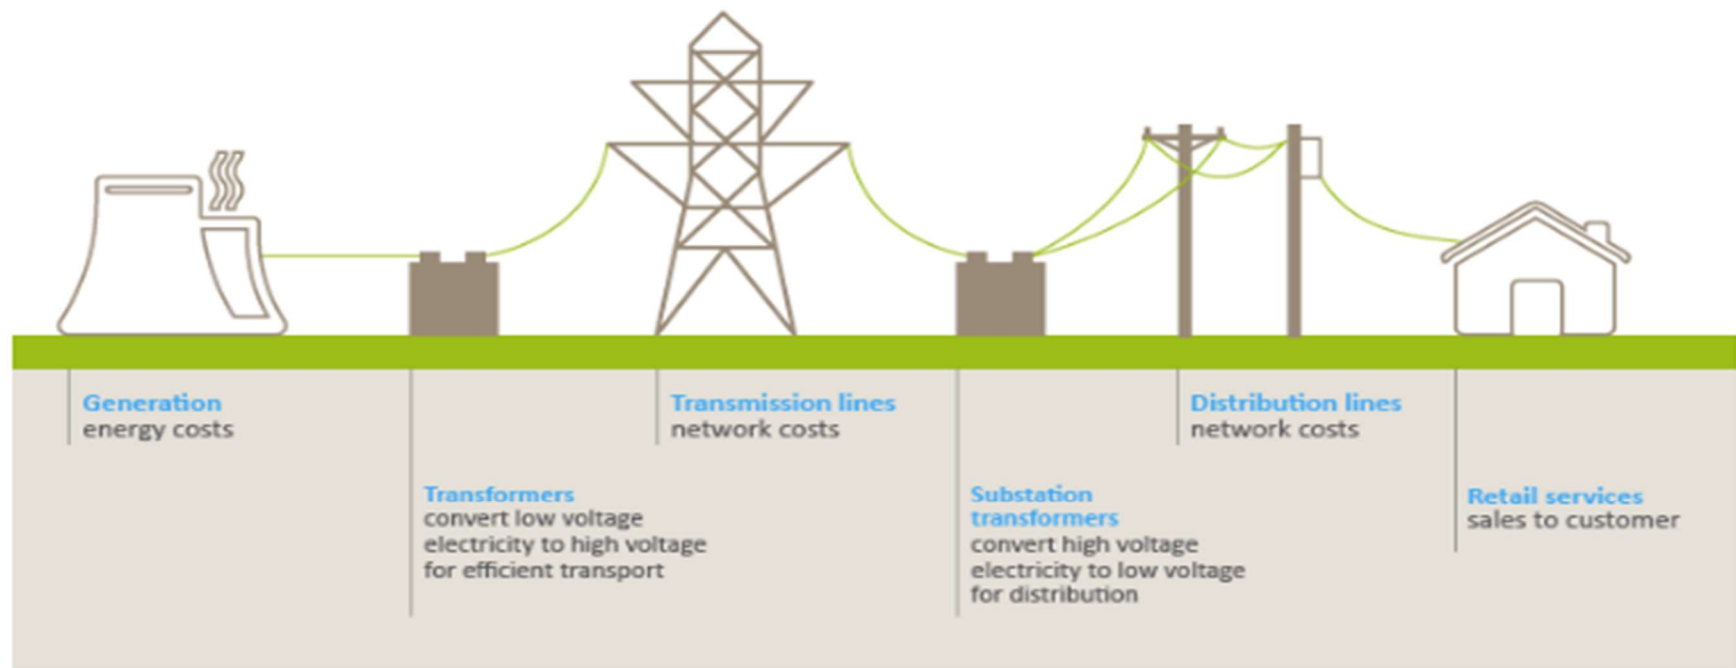 Generation
energy costs
Transformers
convert low voltage
electricity to high voltage
for efficient transport
Transmission lines
network costs
Substation
transformers
convert high voltage
electricity to low voltage
for distribution
Distribution lines
network costs
Retail services
sales to customer